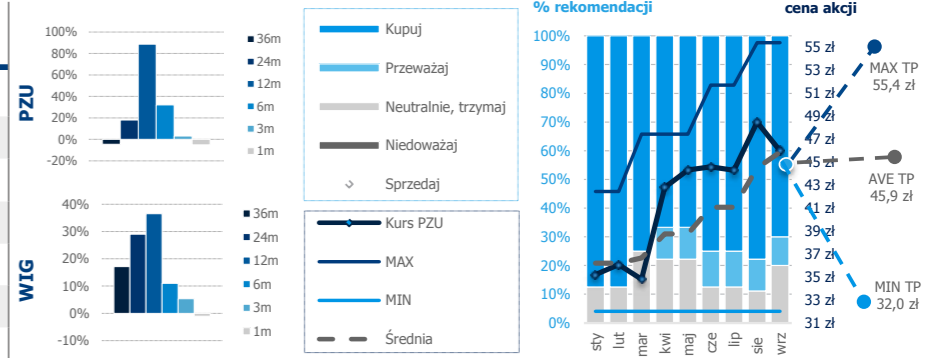 PZU
100%
80%
60%
40%
20%
0%
-20%
36m
24m
12m
6m
3m
1m
WIG
40%
30%
20%
10%
0%
-10%
36m
24m
12m
6m
3m
1m
Kupuj
Przeważaj
Neutralnie, trzymaj
Niedoważaj
Sprzedaj
Kurs PZU
MAX
MIN
Średnia
% rekomendacji
cena akcji
100%
90%
80%
70%
60%
50%
40%
30%
20%
10%
0%
sty
lut
mar
kwi
maj
cze
lip
sie
wrz
55 zł
53 zł
51 zł
49 zł
47 zł
45 zł
43 zł
41 zł
39 zł
37 zł
35 zł
33 zł
31 zł
MAX TP
55,4 zł
AVE TP
45,9 zł
MIN TP
32,0 zł